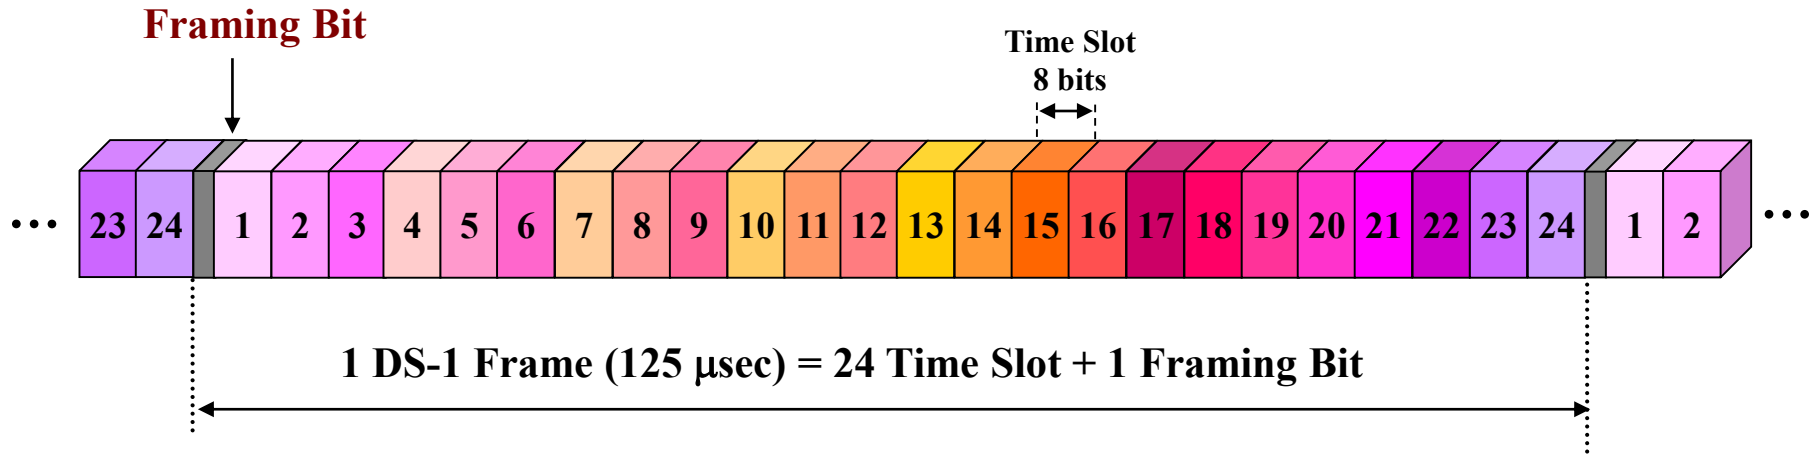 Framing Bit
Time Slot
8 bits
... 23 24 1 2 3 4 5 6 7 8 9 10 11 12 13 14 15 16 17 18 19 20 21 22 23 24 1 2 ...
1 DS-1 Frame (125 μsec) = 24 Time Slot + 1 Framing Bit